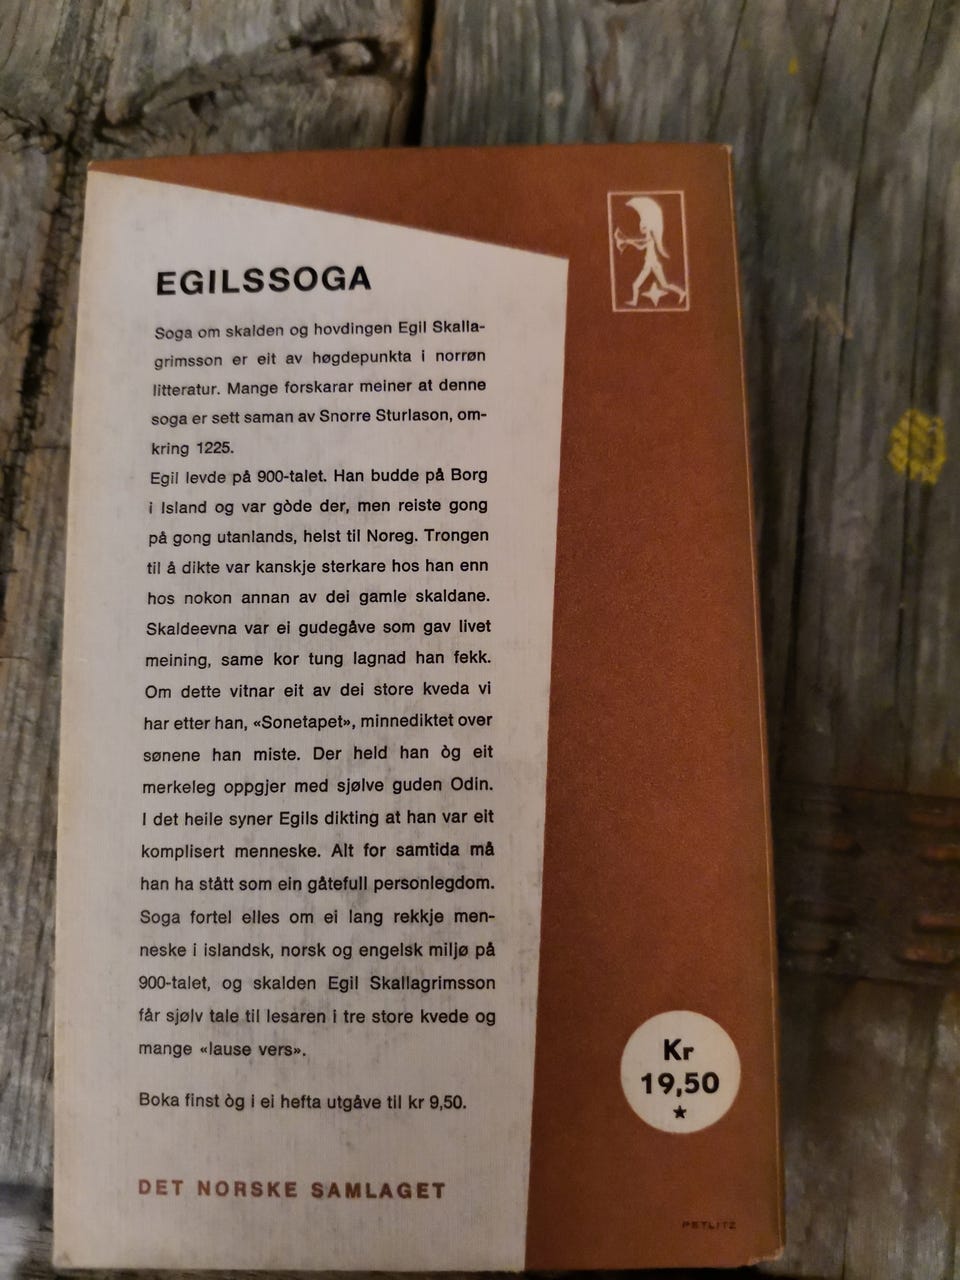 EGILSSOGA
Soga om skalden og hovdingen Egil Skalla-
grimsson er eit av høgdepunkta i norrøn
litteratur. Mange forskarar meiner at denne
soga er sett saman av Snorre Sturlason, om-
kring 1225.
Egil levde på 900-talet. Han budde på Borg
i Island og var gòde der, men reiste gong
på gong utanlands, helst til Noreg. Trongen
til å dikte var kanskje sterkare hos han enn
hos nokon annan av dei gamle skaldane.
Skaldeevna var ei gudegåve som gav livet
meining, same kor tung lagnad han fekk.
Om dette vitnar eit av dei store kveda vi
har etter han, «Sonetapet», minnediktet over
sønene han miste. Der held han òg eit
merkeleg oppgjer med sjølve guden Odin.
I det heile syner Egils dikting at han var eit
komplisert menneske. Alt for samtida må
han ha stått som ein gåtefull personlegdom.
Soga fortel elles om ei lang rekkje men-
neske i islandsk, norsk og engelsk miljø på
900-talet, og skalden Egil Skallagrimsson
får sjølv tale til lesaren i tre store kvede og
mange «lause vers».
Boka finst òg i ei hefta utgåve til kr 9,50.
DET NORSKE SAMLAGET
Kr
19,50
★
PETLITZ